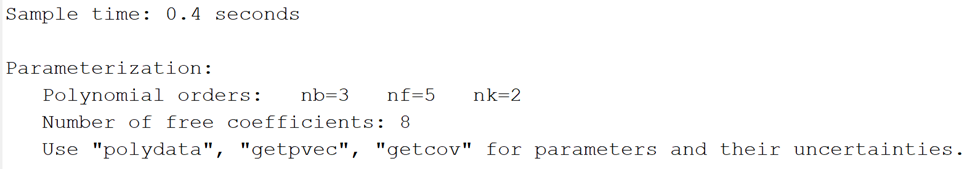 Sample time: 0.4 seconds
Parameterization:
Polynomial orders: nb=3 nf=5 nk=2
Number of free coefficients: 8
Use "polydata", "getpvec", "getcov" for parameters and their uncertainties.